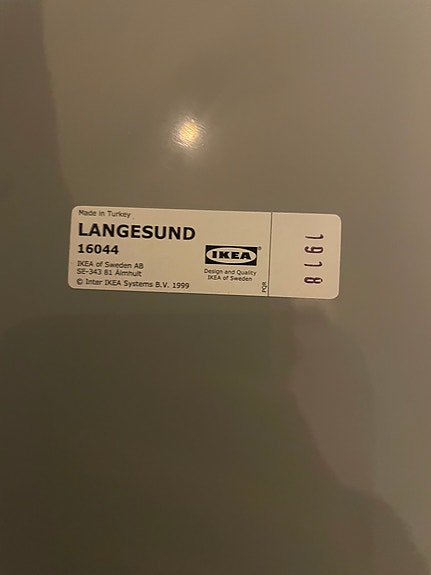 Made in Turkey
LANGESUND
16044
IKEA of Sweden AB
SE-343 81 Älmhult
© Inter IKEA Systems B.V. 1999
IKEA®
Design and Quality
IKEA of Sweden
PQR
1918